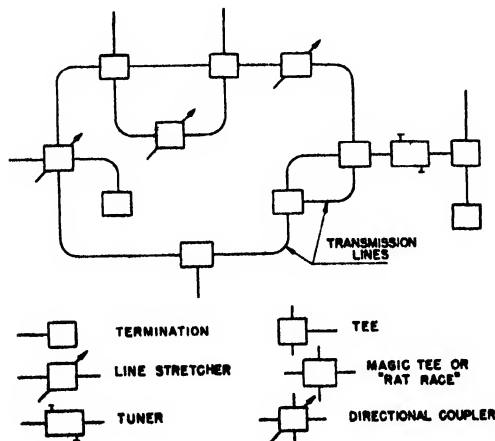 TRANSMISSION
LINES
TERMINATION
TEE
LINE STRETCHER
MAGIC TEE OR
"RAT RACE"
TUNER
DIRECTIONAL COUPLER